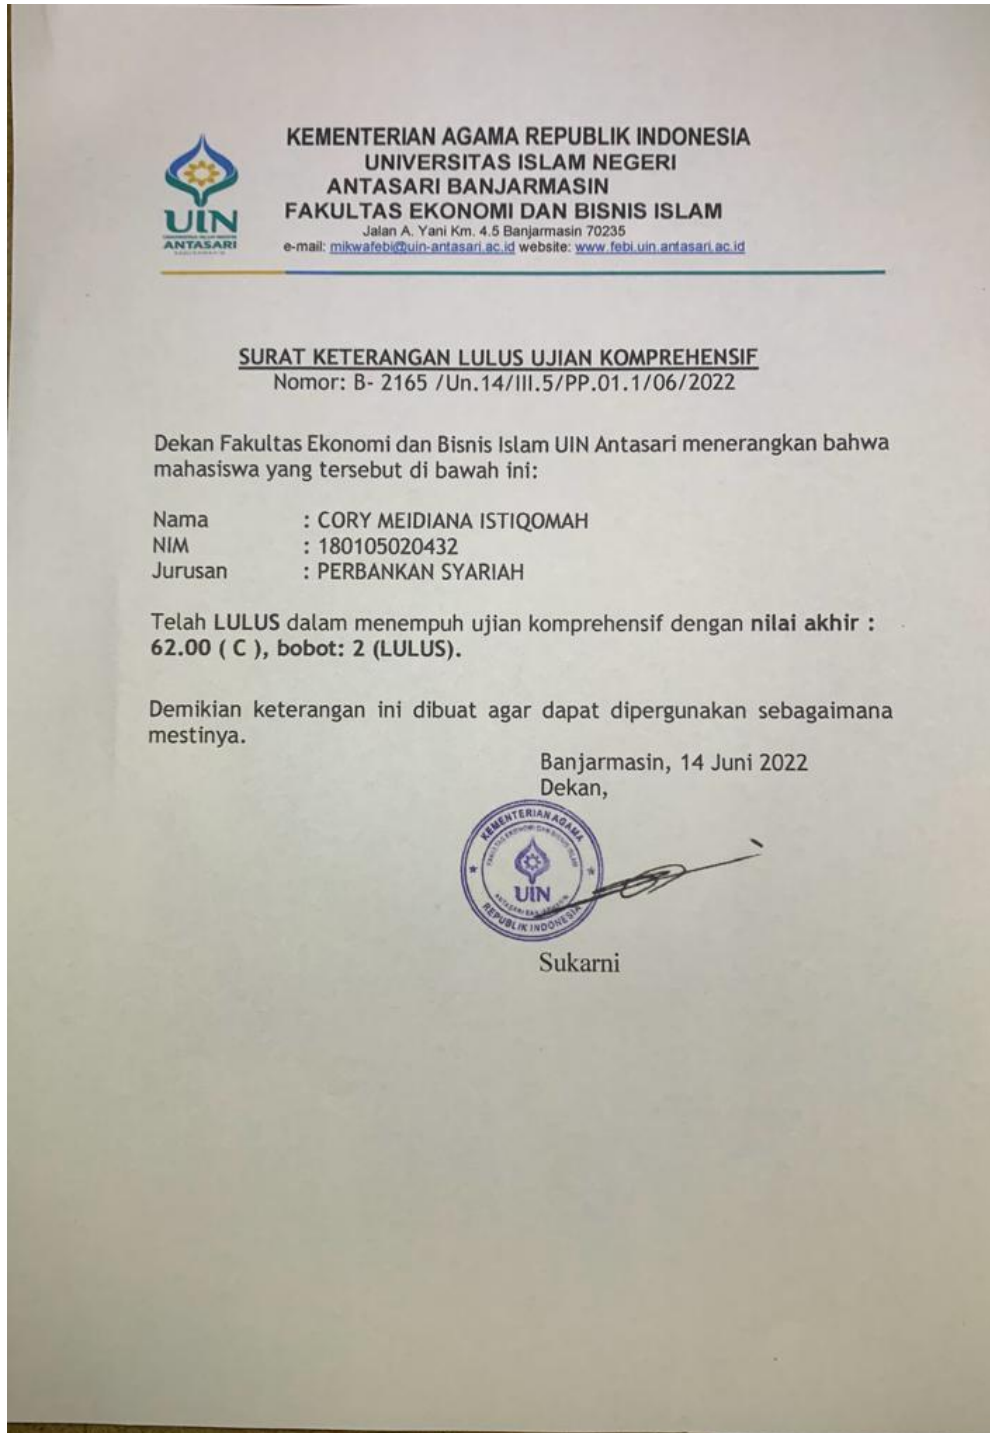 KEMENTERIAN AGAMA REPUBLIK INDONESIA
UNIVERSITAS ISLAM NEGERI
ANTASARI BANJARMASIN
FAKULTAS EKONOMI DAN BISNIS ISLAM
Jalan A. Yani Km. 4.5 Banjarmasin 70235
e-mail: mikwafebi@uin-antasari.ac.id website: www.febi.uin.antasari.ac.id
UIN
ANTASARI
SURAT KETERANGAN LULUS UJIAN KOMPREHENSIF
Nomor: B- 2165 /Un.14/III.5/PP.01.1/06/2022
Dekan Fakultas Ekonomi dan Bisnis Islam UIN Antasari menerangkan bahwa
mahasiswa yang tersebut di bawah ini:
Nama : CORY MEIDIANA ISTIQOMAH
NIM : 180105020432
Jurusan : PERBANKAN SYARIAH
Telah LULUS dalam menempuh ujian komprehensif dengan nilai akhir :
62.00 ( C ), bobot: 2 (LULUS).
Demikian keterangan ini dibuat agar dapat dipergunakan sebagaimana
mestinya.
Banjarmasin, 14 Juni 2022
Dekan,
KEMENTERIAN AGAMA
FAKULTAS EKONOMI DAN BISNIS ISLAM
UIN
REPUBLIK INDONESIA
Sukarni